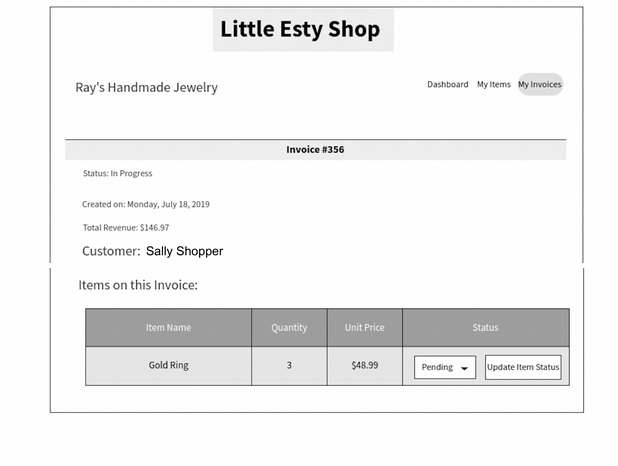 Little Esty Shop
Ray's Handmade Jewelry
Dashboard My Items My Invoices
Invoice #356
Status: In Progress
Created on: Monday, July 18, 2019
Total Revenue: $146.97
Customer: Sally Shopper
Items on this Invoice:
Item Name Quantity Unit Price Status
Gold Ring 3 $48.99 Pending Update Item Status